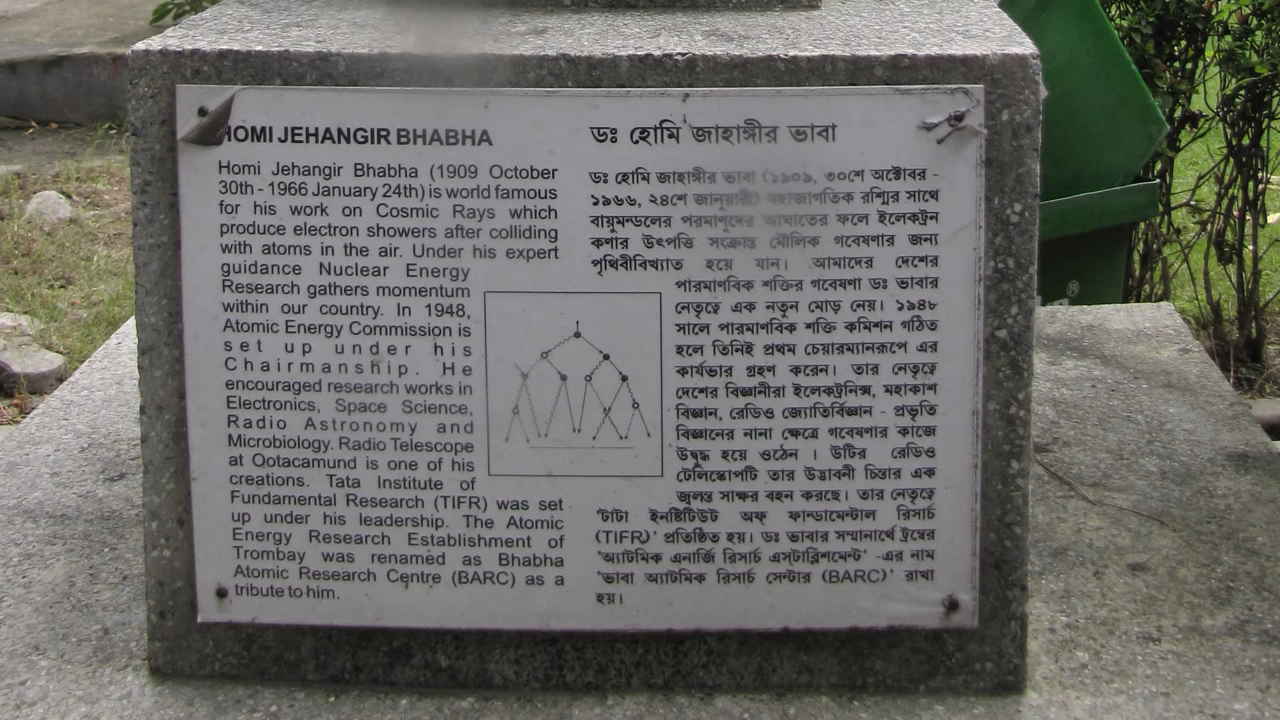 HOMI JEHANGIR BHABHA
Homi Jehangir Bhabha (1909 October
30th - 1966 January 24th) is world famous
for his work on Cosmic Rays which
produce electron showers after colliding
with atoms in the air. Under his expert
guidance Nuclear Energy
Research gathers momentum
within our country. In 1948,
Atomic Energy Commission is
set up under his
Chairmanship. He
encouraged research works in
Electronics, Space Science,
Radio Astronomy and
Microbiology. Radio Telescope
at Ootacamund is one of his
creations. Tata Institute of
Fundamental Research (TIFR) was set
up under his leadership. The Atomic
Energy Research Establishment of
Trombay was renamed as Bhabha
Atomic Research Centre (BARC) as a
tribute to him.
ডঃ হোমি জাহাঙ্গীর ভাবা
ডঃ হোমি জাহাঙ্গীর ভাবা (১৯০৯, ৩০শে অক্টোবর -
১৯৬৬, ২৪শে জানুয়ারী) মহাজাগতিক রশ্মির সাথে
বায়ুমন্ডলের পরমাণুদের আঘাতের ফলে ইলেকট্রন
কণার উৎপত্তি সংক্রান্ত মৌলিক গবেষণার জন্য
পৃথিবীবিখ্যাত হয়ে যান। আমাদের দেশের
পারমাণবিক শক্তির গবেষণা ডঃ ভাবার
নেতৃত্বে এক নতুন মোড় নেয়। ১৯৪৮
সালে পারমাণবিক শক্তি কমিশন গঠিত
হলে তিনিই প্রথম চেয়ারম্যানরূপে এর
কার্যভার গ্রহণ করেন। তার নেতৃত্বে
দেশের বিজ্ঞানীরা ইলেকট্রনিক্স, মহাকাশ
বিজ্ঞান, রেডিও জ্যোতির্বিজ্ঞান - প্রভৃতি
বিজ্ঞানের নানা ক্ষেত্রে গবেষণার কাজে
উদ্বুদ্ধ হয়ে ওঠেন । উটির রেডিও
টেলিস্কোপটি তার উদ্ভাবনী চিন্তার এক
জ্বলন্ত সাক্ষর বহন করছে। তার নেতৃত্বে
'টাটা ইনষ্টিটিউট অফ্ ফান্ডামেন্টাল রিসার্চ
(TIFR)' প্রতিষ্ঠিত হয়। ডঃ ভাবার সম্মানার্থে ট্রম্বের
'অ্যাটমিক এনার্জি রিসার্চ এস্টাব্লিশমেন্ট' -এর নাম
'ভাবা অ্যাটমিক রিসার্চ সেন্টার (BARC)' রাখা
হয়।
®